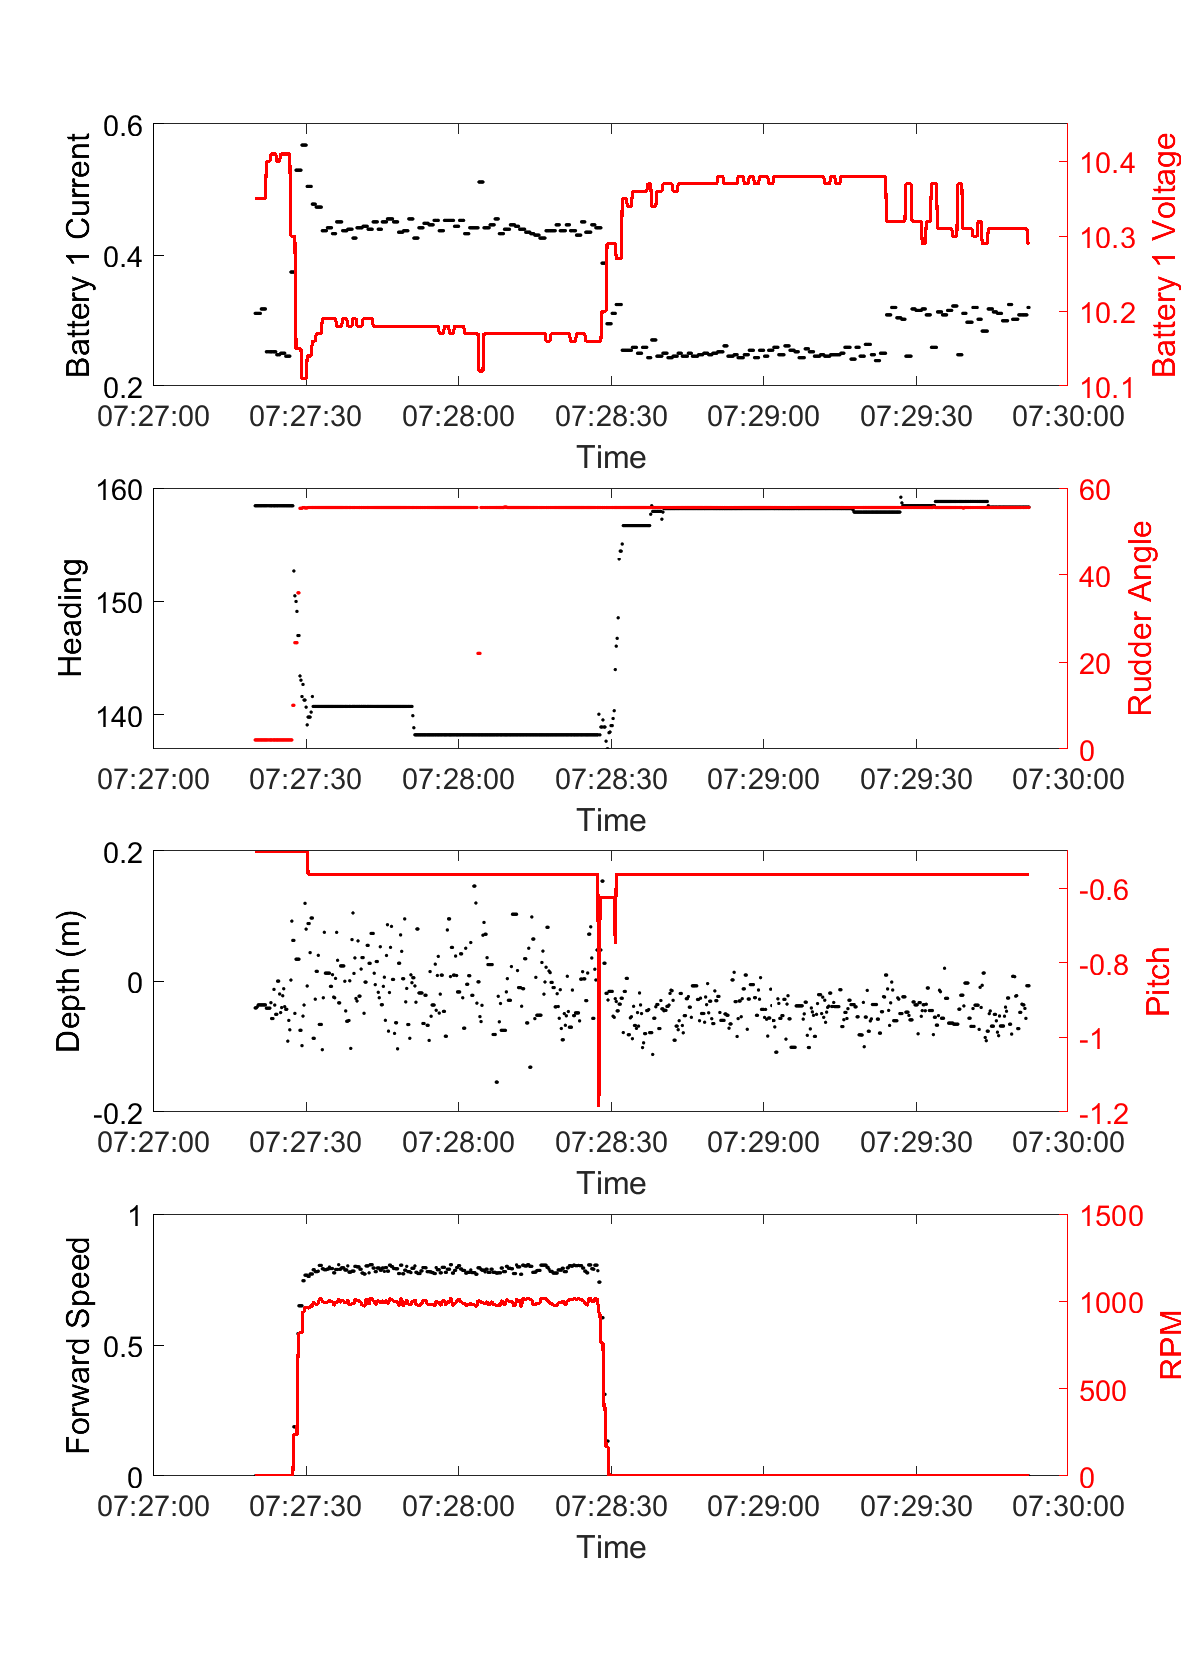 0.6
0.4
0.2
Battery 1 Current
10.4
10.3
10.2
10.1
Battery 1 Voltage
07:27:00 07:27:30 07:28:00 07:28:30 07:29:00 07:29:30 07:30:00
Time
160
150
140
Heading
60
40
20
0
Rudder Angle
07:27:00 07:27:30 07:28:00 07:28:30 07:29:00 07:29:30 07:30:00
Time
0.2
0
-0.2
Depth (m)
-0.6
-0.8
-1
-1.2
Pitch
07:27:00 07:27:30 07:28:00 07:28:30 07:29:00 07:29:30 07:30:00
Time
1
0.5
0
Forward Speed
1500
1000
500
0
RPM
07:27:00 07:27:30 07:28:00 07:28:30 07:29:00 07:29:30 07:30:00
Time